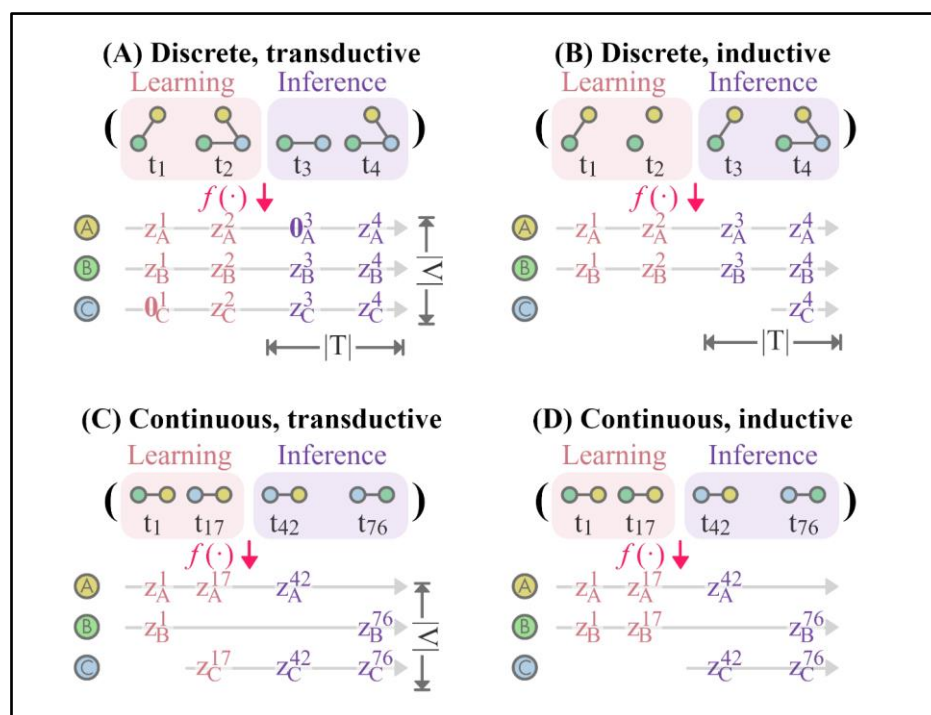 (A) Discrete, transductive
Learning Inference
( t₁ t₂ t₃ t₄ )
f(·)
A z_A^1 z_A^2 0_A^3 z_A^4
B z_B^1 z_B^2 z_B^3 z_B^4
C 0_C^1 z_C^2 z_C^3 z_C^4
|V|
|T|
(B) Discrete, inductive
Learning Inference
( t₁ t₂ t₃ t₄ )
f(·)
A z_A^1 z_A^2 z_A^3 z_A^4
B z_B^1 z_B^2 z_B^3 z_B^4
C z_C^4
|T|
(C) Continuous, transductive
Learning Inference
( t₁ t₁₇ t₄₂ t₇₆ )
f(·)
A z_A^1 z_A^17 z_A^42
B z_B^1 z_B^76
C z_C^17 z_C^42 z_C^76
|V|
(D) Continuous, inductive
Learning Inference
( t₁ t₁₇ t₄₂ t₇₆ )
f(·)
A z_A^1 z_A^17 z_A^42
B z_B^1 z_B^17 z_B^76
C z_C^42 z_C^76